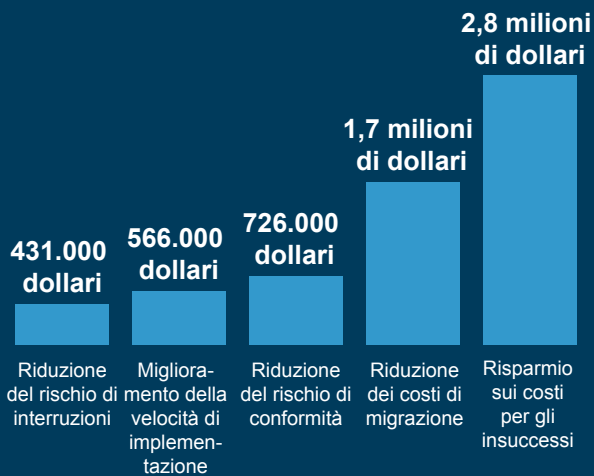 431.000
dollari
566.000
dollari
726.000
dollari
1,7 milioni
di dollari
2,8 milioni
di dollari
Riduzione
del rischio di
interruzioni
Migliora-
mento della
velocità di
implemen-
tazione
Riduzione
del rischio di
conformità
Riduzione
dei costi di
migrazione
Risparmio
sui costi
per gli
insuccessi